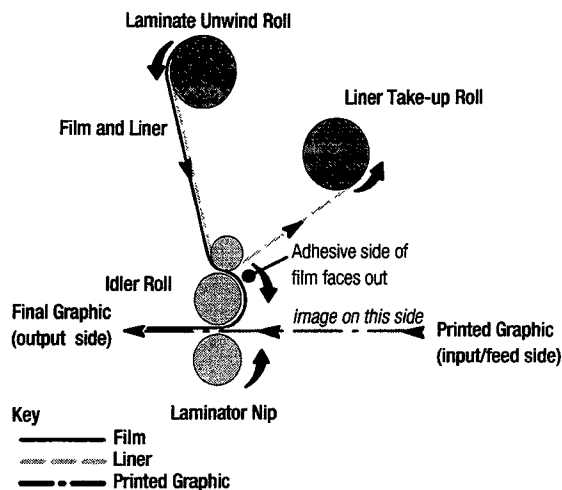 Laminate Unwind Roll
Liner Take-up Roll
Film and Liner
Adhesive side of
film faces out
Idler Roll
Final Graphic
(output side)
image on this side
Printed Graphic
(input/feed side)
Laminator Nip
Key
Film
Liner
Printed Graphic